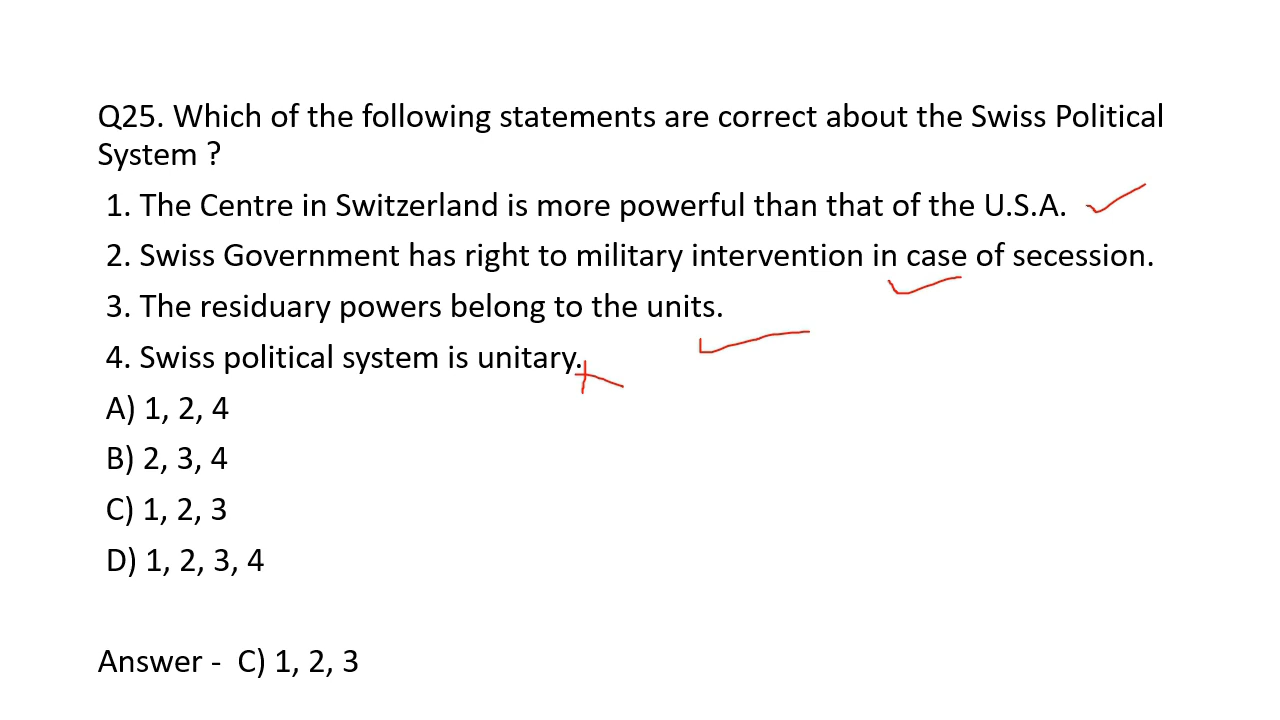 Q25. Which of the following statements are correct about the Swiss Political
System ?
1. The Centre in Switzerland is more powerful than that of the U.S.A.
2. Swiss Government has right to military intervention in case of secession.
3. The residuary powers belong to the units.
4. Swiss political system is unitary.
A) 1, 2, 4
B) 2, 3, 4
C) 1, 2, 3
D) 1, 2, 3, 4
Answer - C) 1, 2, 3